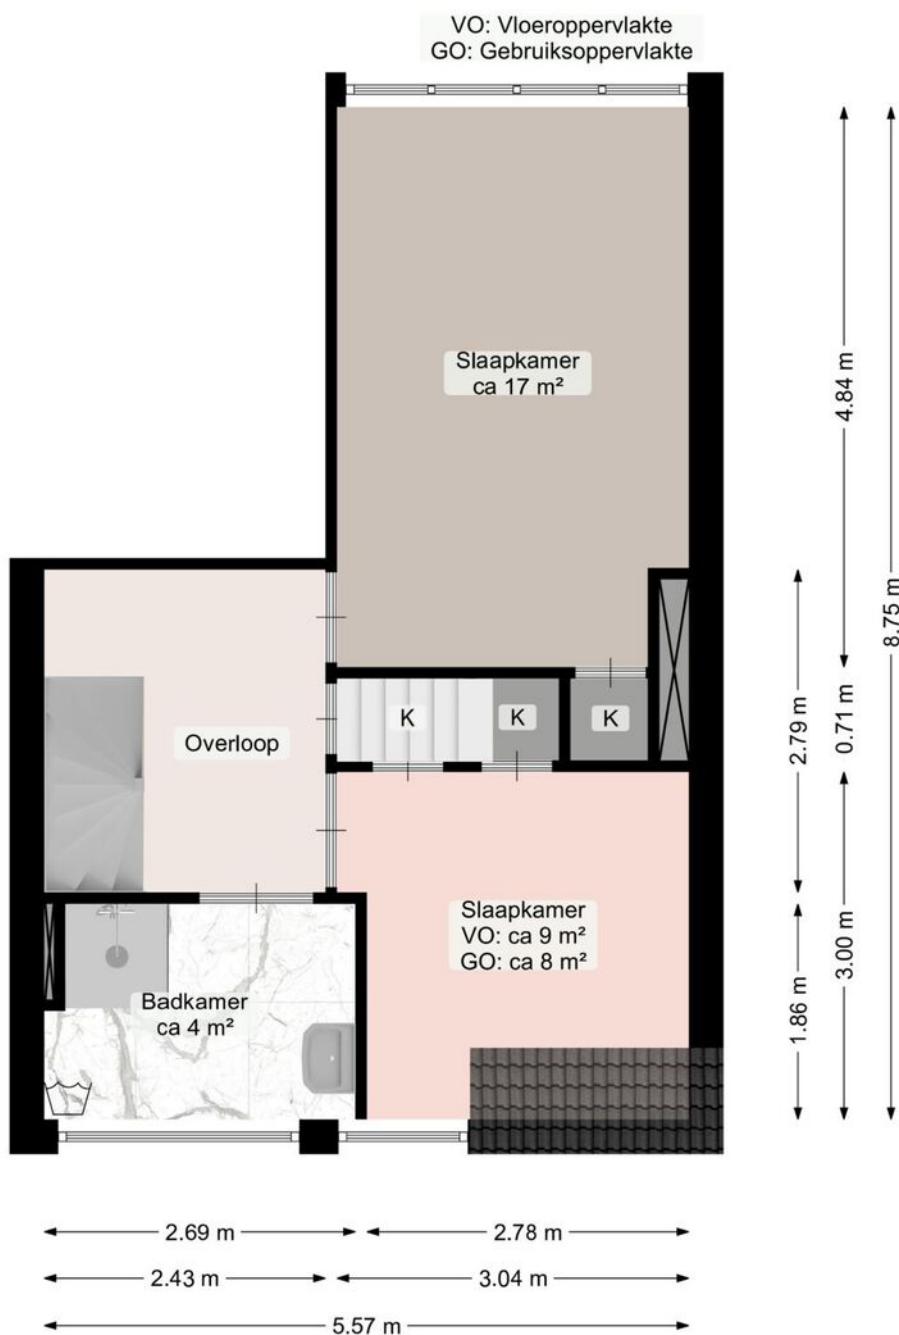 VO: Vloeroppervlakte
GO: Gebruiksoppervlakte
Slaapkamer
ca 17 m²
4.84 m
8.75 m
K
K
K
Overloop
2.79 m
0.71 m
Slaapkamer
VO: ca 9 m²
GO: ca 8 m²
3.00 m
1.86 m
Badkamer
ca 4 m²
2.69 m
2.78 m
2.43 m
3.04 m
5.57 m